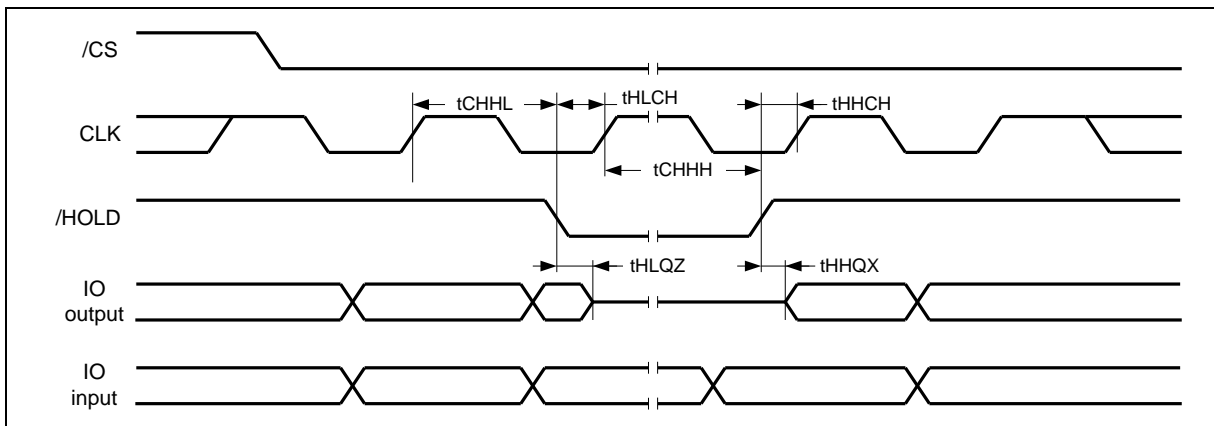 /CS
tCHHL
tHLCH
tHHCH
CLK
tCHHH
/HOLD
tHLQZ
tHHQX
IO
output
IO
input